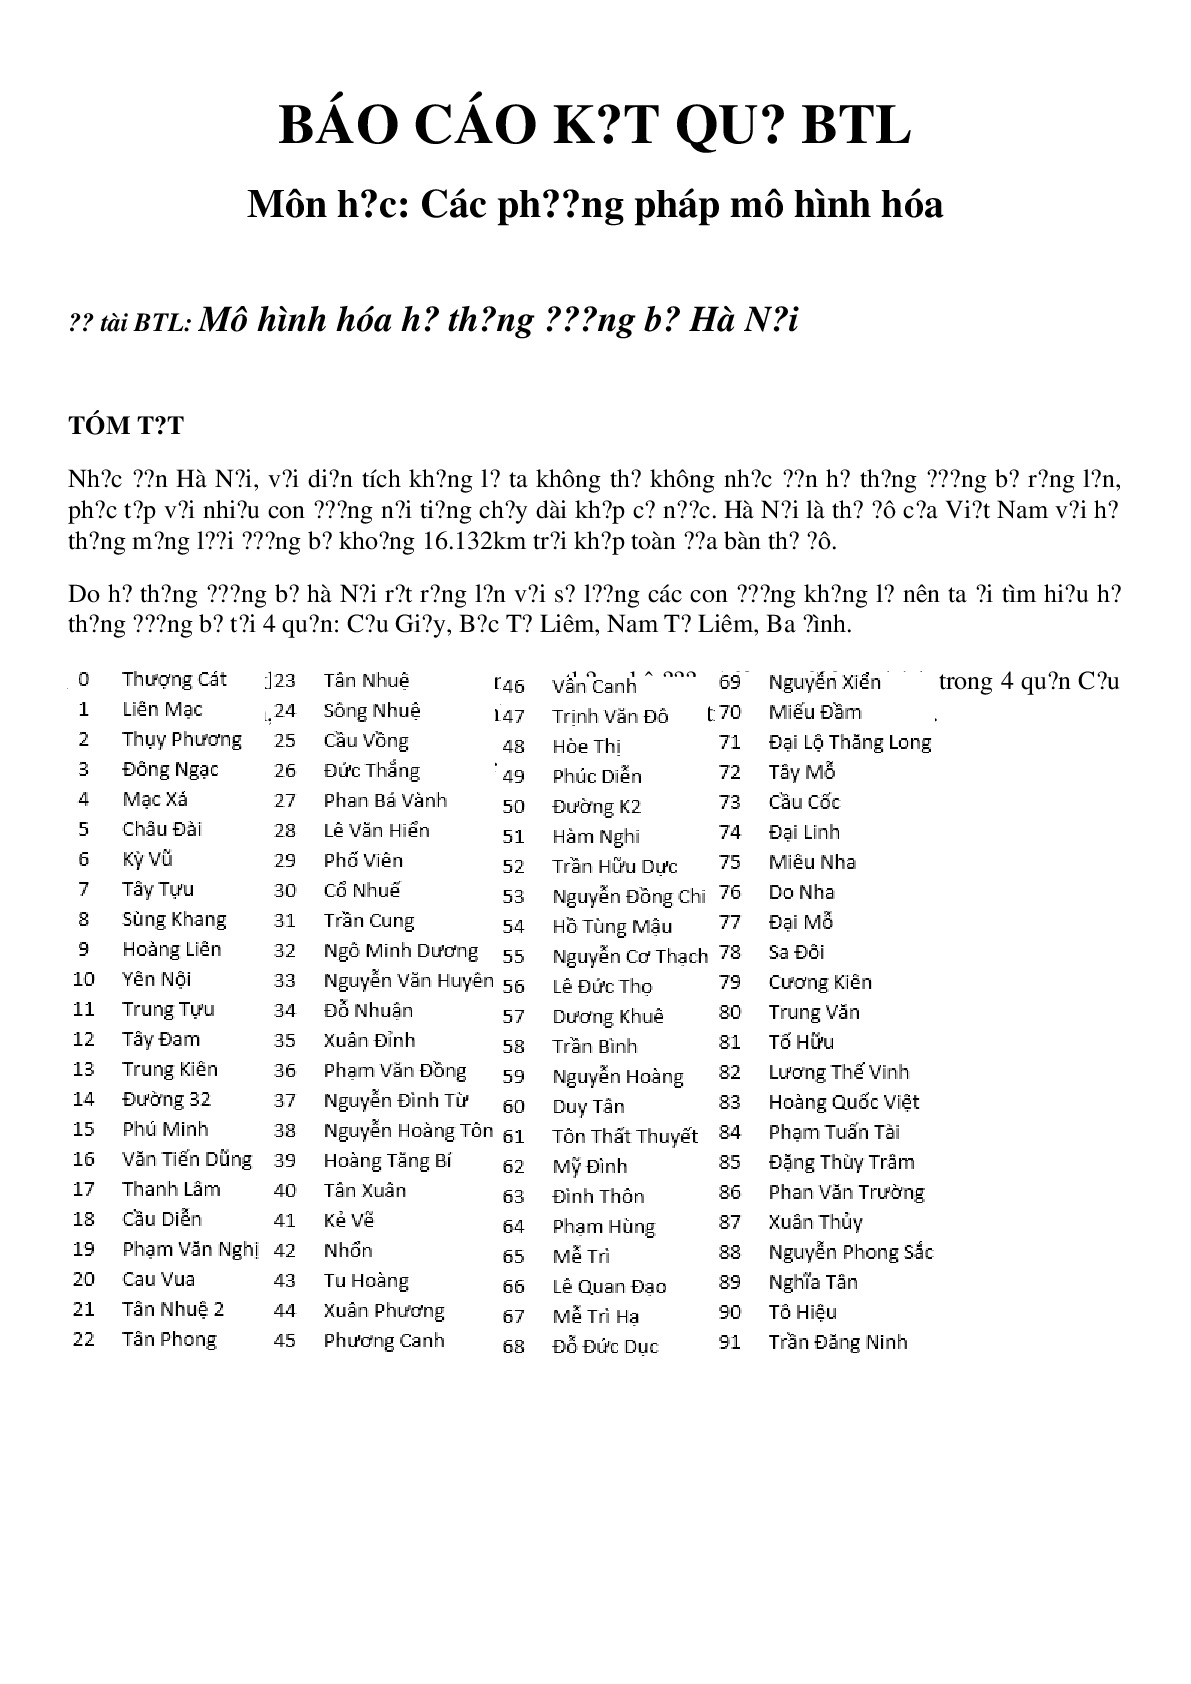 BÁO CÁO K?T QU? BTL
Môn h?c: Các ph??ng pháp mô hình hóa
?? tài BTL: Mô hình hóa h? th?ng ???ng b? Hà N?i
TÓM T?T
Nh?c ??n Hà N?i, v?i di?n tích kh?ng l? ta không th? không nh?c ??n h? th?ng ???ng b? r?ng l?n,
ph?c t?p v?i nhi?u con ???ng n?i ti?ng ch?y dài kh?p c? n??c. Hà N?i là th? ?ô c?a Vi?t Nam v?i h?
th?ng m?ng l??i ???ng b? kho?ng 16.132km tr?i kh?p toàn ??a bàn th? ?ô.
Do h? th?ng ???ng b? hà N?i r?t r?ng l?n v?i s? l??ng các con ???ng kh?ng l? nên ta ?i tìm hi?u h?
th?ng ???ng b? t?i 4 qu?n: C?u Gi?y, B?c T? Liêm, Nam T? Liêm, Ba ?ình.
trong 4 qu?n C?u
0 Thượng Cát
1 Liên Mạc
2 Thụy Phương
3 Đông Ngạc
4 Mạc Xá
5 Châu Đài
6 Kỳ Vũ
7 Tây Tựu
8 Sùng Khang
9 Hoàng Liên
10 Yên Nội
11 Trung Tựu
12 Tây Đam
13 Trung Kiên
14 Đường 32
15 Phú Minh
16 Văn Tiến Dũng
17 Thanh Lâm
18 Cầu Diễn
19 Phạm Văn Nghị
20 Cau Vua
21 Tân Nhuệ 2
22 Tân Phong
23 Tân Nhuệ
24 Sông Nhuệ
25 Cầu Vồng
26 Đức Thắng
27 Phan Bá Vành
28 Lê Văn Hiển
29 Phố Viên
30 Cổ Nhuế
31 Trần Cung
32 Ngô Minh Dương
33 Nguyễn Văn Huyên
34 Đỗ Nhuận
35 Xuân Đỉnh
36 Phạm Văn Đồng
37 Nguyễn Đình Từ
38 Nguyễn Hoàng Tôn
39 Hoàng Tăng Bí
40 Tân Xuân
41 Kẻ Vẽ
42 Nhổn
43 Tu Hoàng
44 Xuân Phương
45 Phương Canh
46 Vân Canh
47 Trịnh Văn Đô
48 Hòe Thị
49 Phúc Diễn
50 Đường K2
51 Hàm Nghi
52 Trần Hữu Dực
53 Nguyễn Đồng Chi
54 Hồ Tùng Mậu
55 Nguyễn Cơ Thạch
56 Lê Đức Thọ
57 Dương Khuê
58 Trần Bình
59 Nguyễn Hoàng
60 Duy Tân
61 Tôn Thất Thuyết
62 Mỹ Đình
63 Đình Thôn
64 Phạm Hùng
65 Mễ Trì
66 Lê Quan Đạo
67 Mễ Trì Hạ
68 Đỗ Đức Dục
69 Nguyễn Xiển
70 Miếu Đầm
71 Đại Lộ Thăng Long
72 Tây Mỗ
73 Cầu Cốc
74 Đại Linh
75 Miêu Nha
76 Do Nha
77 Đại Mỗ
78 Sa Đôi
79 Cương Kiên
80 Trung Văn
81 Tố Hữu
82 Lương Thế Vinh
83 Hoàng Quốc Việt
84 Phạm Tuấn Tài
85 Đặng Thùy Trâm
86 Phan Văn Trường
87 Xuân Thủy
88 Nguyễn Phong Sắc
89 Nghĩa Tân
90 Tô Hiệu
91 Trần Đăng Ninh